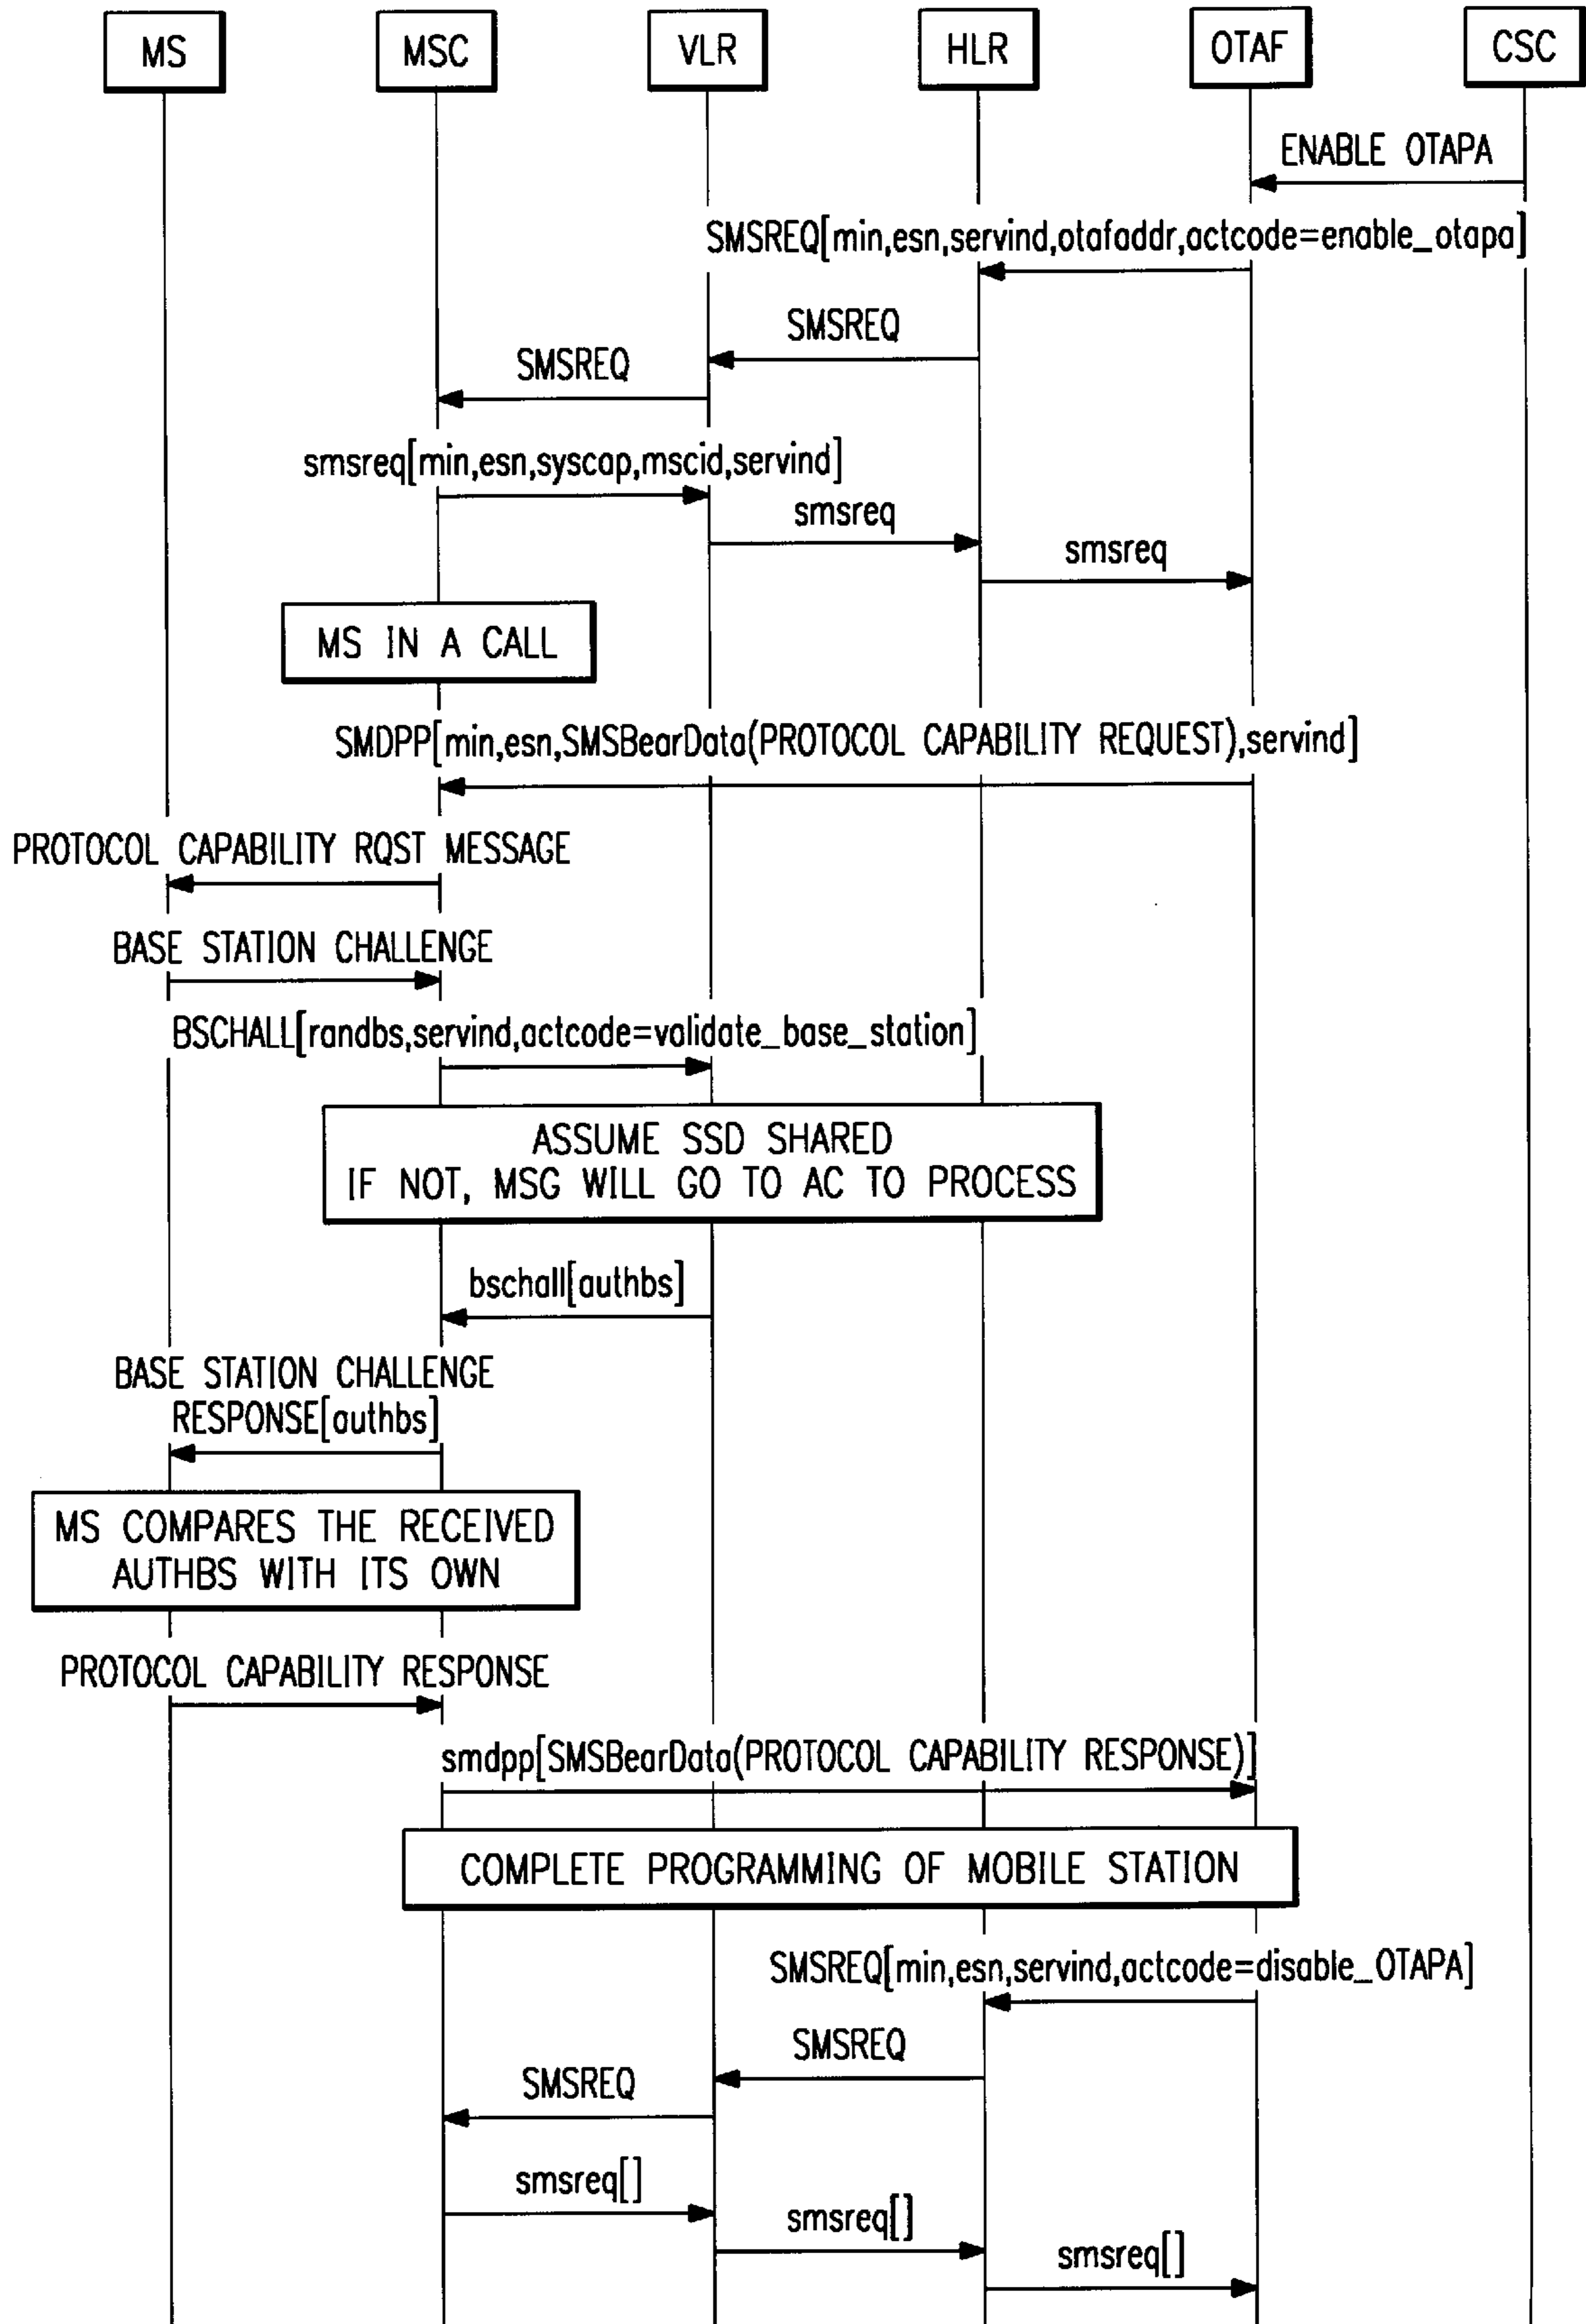 MS
MSC
VLR
HLR
OTAF
CSC
ENABLE OTAPA
SMSREQ[min,esn,servind,otafaddr,actcode=enable_otapa]
SMSREQ
SMSREQ
smsreq[min,esn,syscap,mscid,servind]
smsreq
smsreq
MS IN A CALL
SMDPP[min,esn,SMSBearData(PROTOCOL CAPABILITY REQUEST),servind]
PROTOCOL CAPABILITY RQST MESSAGE
BASE STATION CHALLENGE
BSCHALL[randbs,servind,actcode=validate_base_station]
ASSUME SSD SHARED
IF NOT, MSG WILL GO TO AC TO PROCESS
bschall[authbs]
BASE STATION CHALLENGE
RESPONSE[authbs]
MS COMPARES THE RECEIVED
AUTHBS WITH ITS OWN
PROTOCOL CAPABILITY RESPONSE
smdpp[SMSBearData(PROTOCOL CAPABILITY RESPONSE)]
COMPLETE PROGRAMMING OF MOBILE STATION
SMSREQ[min,esn,servind,actcode=disable_OTAPA]
SMSREQ
SMSREQ
smsreq[]
smsreq[]
smsreq[]